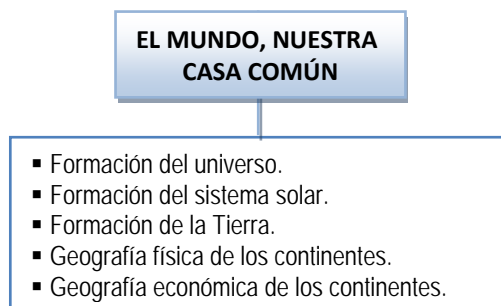 EL MUNDO, NUESTRA
CASA COMÚN
▪ Formación del universo.
▪ Formación del sistema solar.
▪ Formación de la Tierra.
▪ Geografía física de los continentes.
▪ Geografía económica de los continentes.